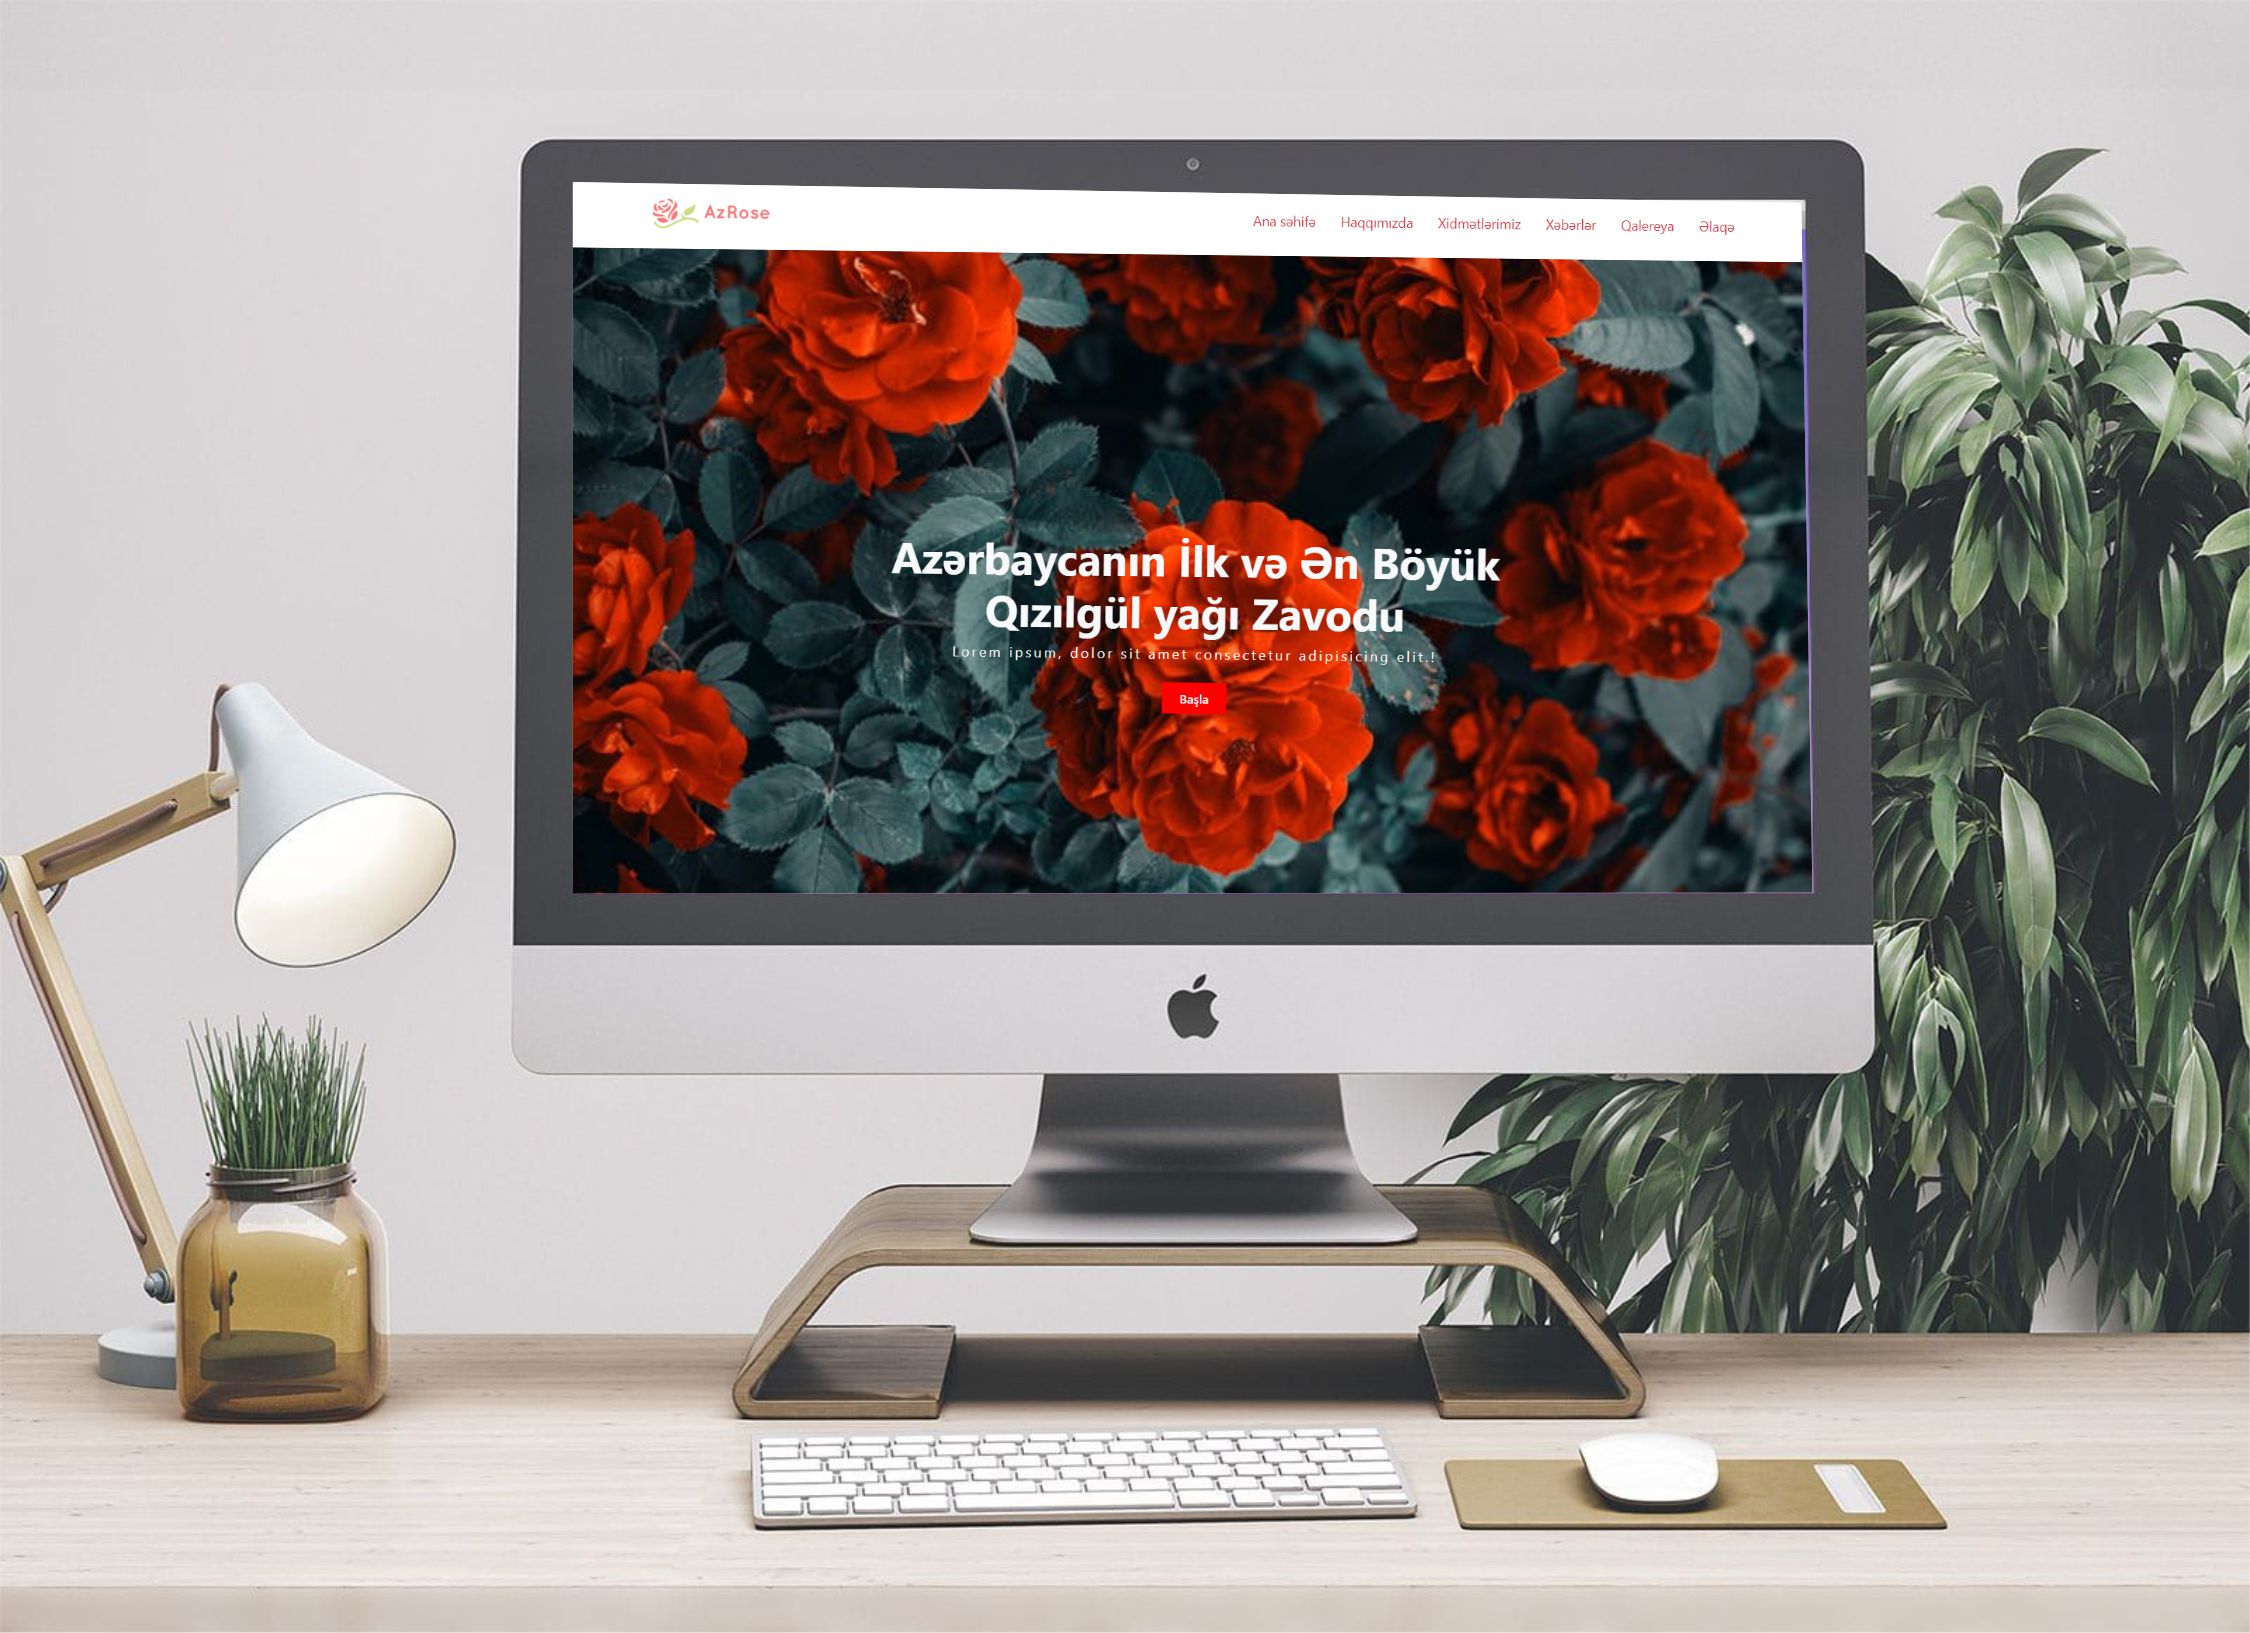 AzRose
Ana səhifə Haqqımızda Xidmətlərimiz Xəbərlər Qalereya Əlaqə
Azərbaycanın İlk və Ən Böyük
Qızılgül yağı Zavodu
Lorem ipsum, dolor sit amet consectetur adipisicing elit.!
Başla